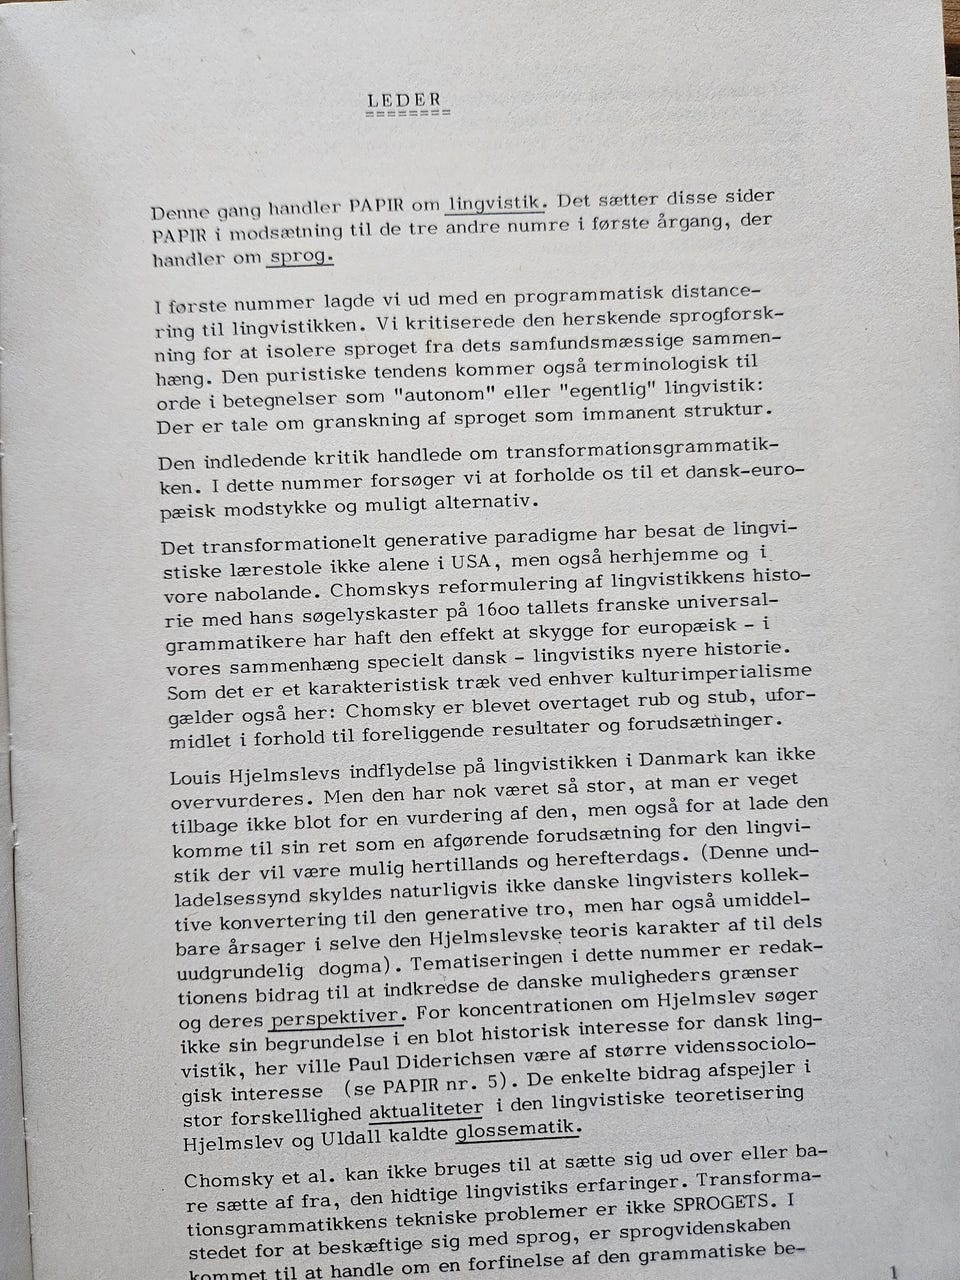 LEDER
========
Denne gang handler PAPIR om lingvistik. Det sætter disse sider
PAPIR i modsætning til de tre andre numre i første årgang, der
handler om sprog.
I første nummer lagde vi ud med en programmatisk distance-
ring til lingvistikken. Vi kritiserede den herskende sprogforsk-
ning for at isolere sproget fra dets samfundsmæssige sammen-
hæng. Den puristiske tendens kommer også terminologisk til
orde i betegnelser som "autonom" eller "egentlig" lingvistik:
Der er tale om granskning af sproget som immanent struktur.
Den indledende kritik handlede om transformationsgrammatik-
ken. I dette nummer forsøger vi at forholde os til et dansk-euro-
pæisk modstykke og muligt alternativ.
Det transformationelt generative paradigme har besat de lingvi-
stiske lærestole ikke alene i USA, men også herhjemme og i
vore nabolande. Chomskys reformulering af lingvistikkens histo-
rie med hans søgelyskaster på 16oo tallets franske universal-
grammatikere har haft den effekt at skygge for europæisk - i
vores sammenhæng specielt dansk - lingvistiks nyere historie.
Som det er et karakteristisk træk ved enhver kulturimperialisme
gælder også her: Chomsky er blevet overtaget rub og stub, ufor-
midlet i forhold til foreliggende resultater og forudsætninger.
Louis Hjelmslevs indflydelse på lingvistikken i Danmark kan ikke
overvurderes. Men den har nok været så stor, at man er veget
tilbage ikke blot for en vurdering af den, men også for at lade den
komme til sin ret som en afgørende forudsætning for den lingvi-
stik der vil være mulig hertillands og herefterdags. (Denne und-
ladelsessynd skyldes naturligvis ikke danske lingvisters kollek-
tive konvertering til den generative tro, men har også umiddel-
bare årsager i selve den Hjelmslevske teoris karakter af til dels
uudgrundelig dogma). Tematiseringen i dette nummer er redak-
tionens bidrag til at indkredse de danske muligheders grænser
og deres perspektiver. For koncentrationen om Hjelmslev søger
ikke sin begrundelse i en blot historisk interesse for dansk ling-
vistik, her ville Paul Diderichsen være af større videnssociolo-
gisk interesse (se PAPIR nr. 5). De enkelte bidrag afspejler i
stor forskellighed aktualiteter i den lingvistiske teoretisering
Hjelmslev og Uldall kaldte glossematik.
Chomsky et al. kan ikke bruges til at sætte sig ud over eller ba-
re sætte af fra, den hidtige lingvistiks erfaringer. Transforma-
tionsgrammatikkens tekniske problemer er ikke SPROGETS. I
stedet for at beskæftige sig med sprog, er sprogvidenskaben
kommet til at handle om en forfinelse af den grammatiske be-
1